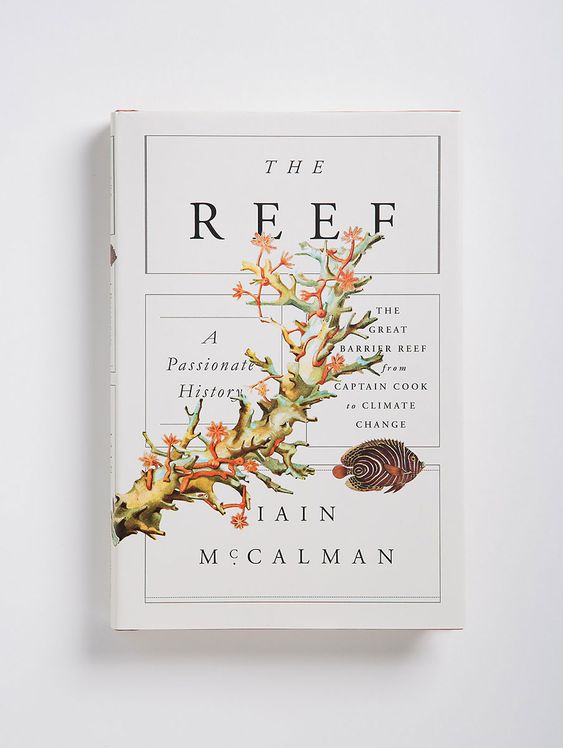 THE
REEF
A
Passionate
History
THE
GREAT
BARRIER REEF
from
CAPTAIN COOK
to CLIMATE
CHANGE
IAIN
McCALMAN